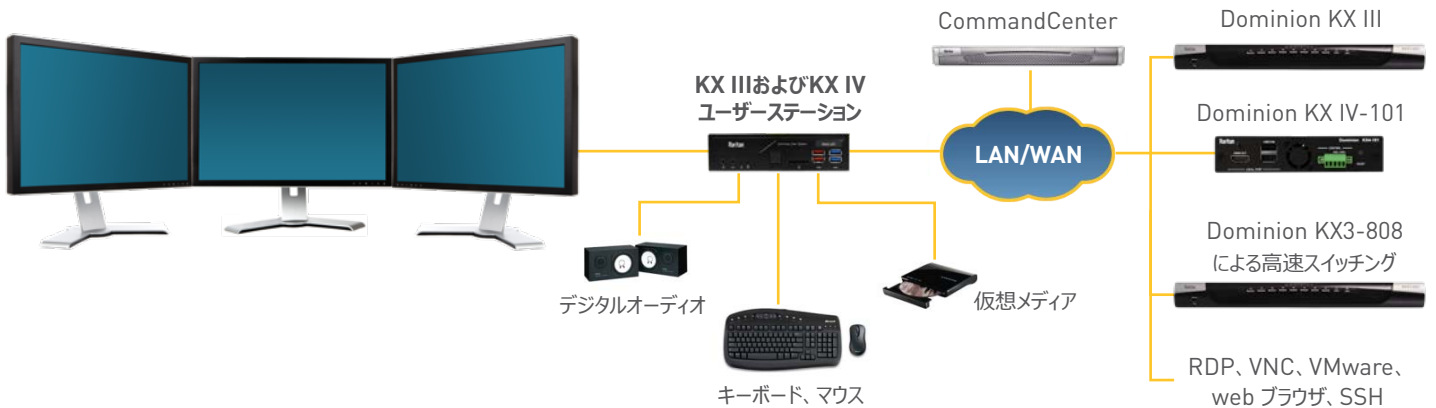 CommandCenter
Dominion KX III
KX IIIおよびKX IV
ユーザーステーション
Dominion KX IV-101
LAN/WAN
Raritan
Dominion KX3-808
による高速スイッチング
デジタルオーディオ
仮想メディア
キーボード、マウス
RDP、VNC、VMware、
web ブラウザ、SSH